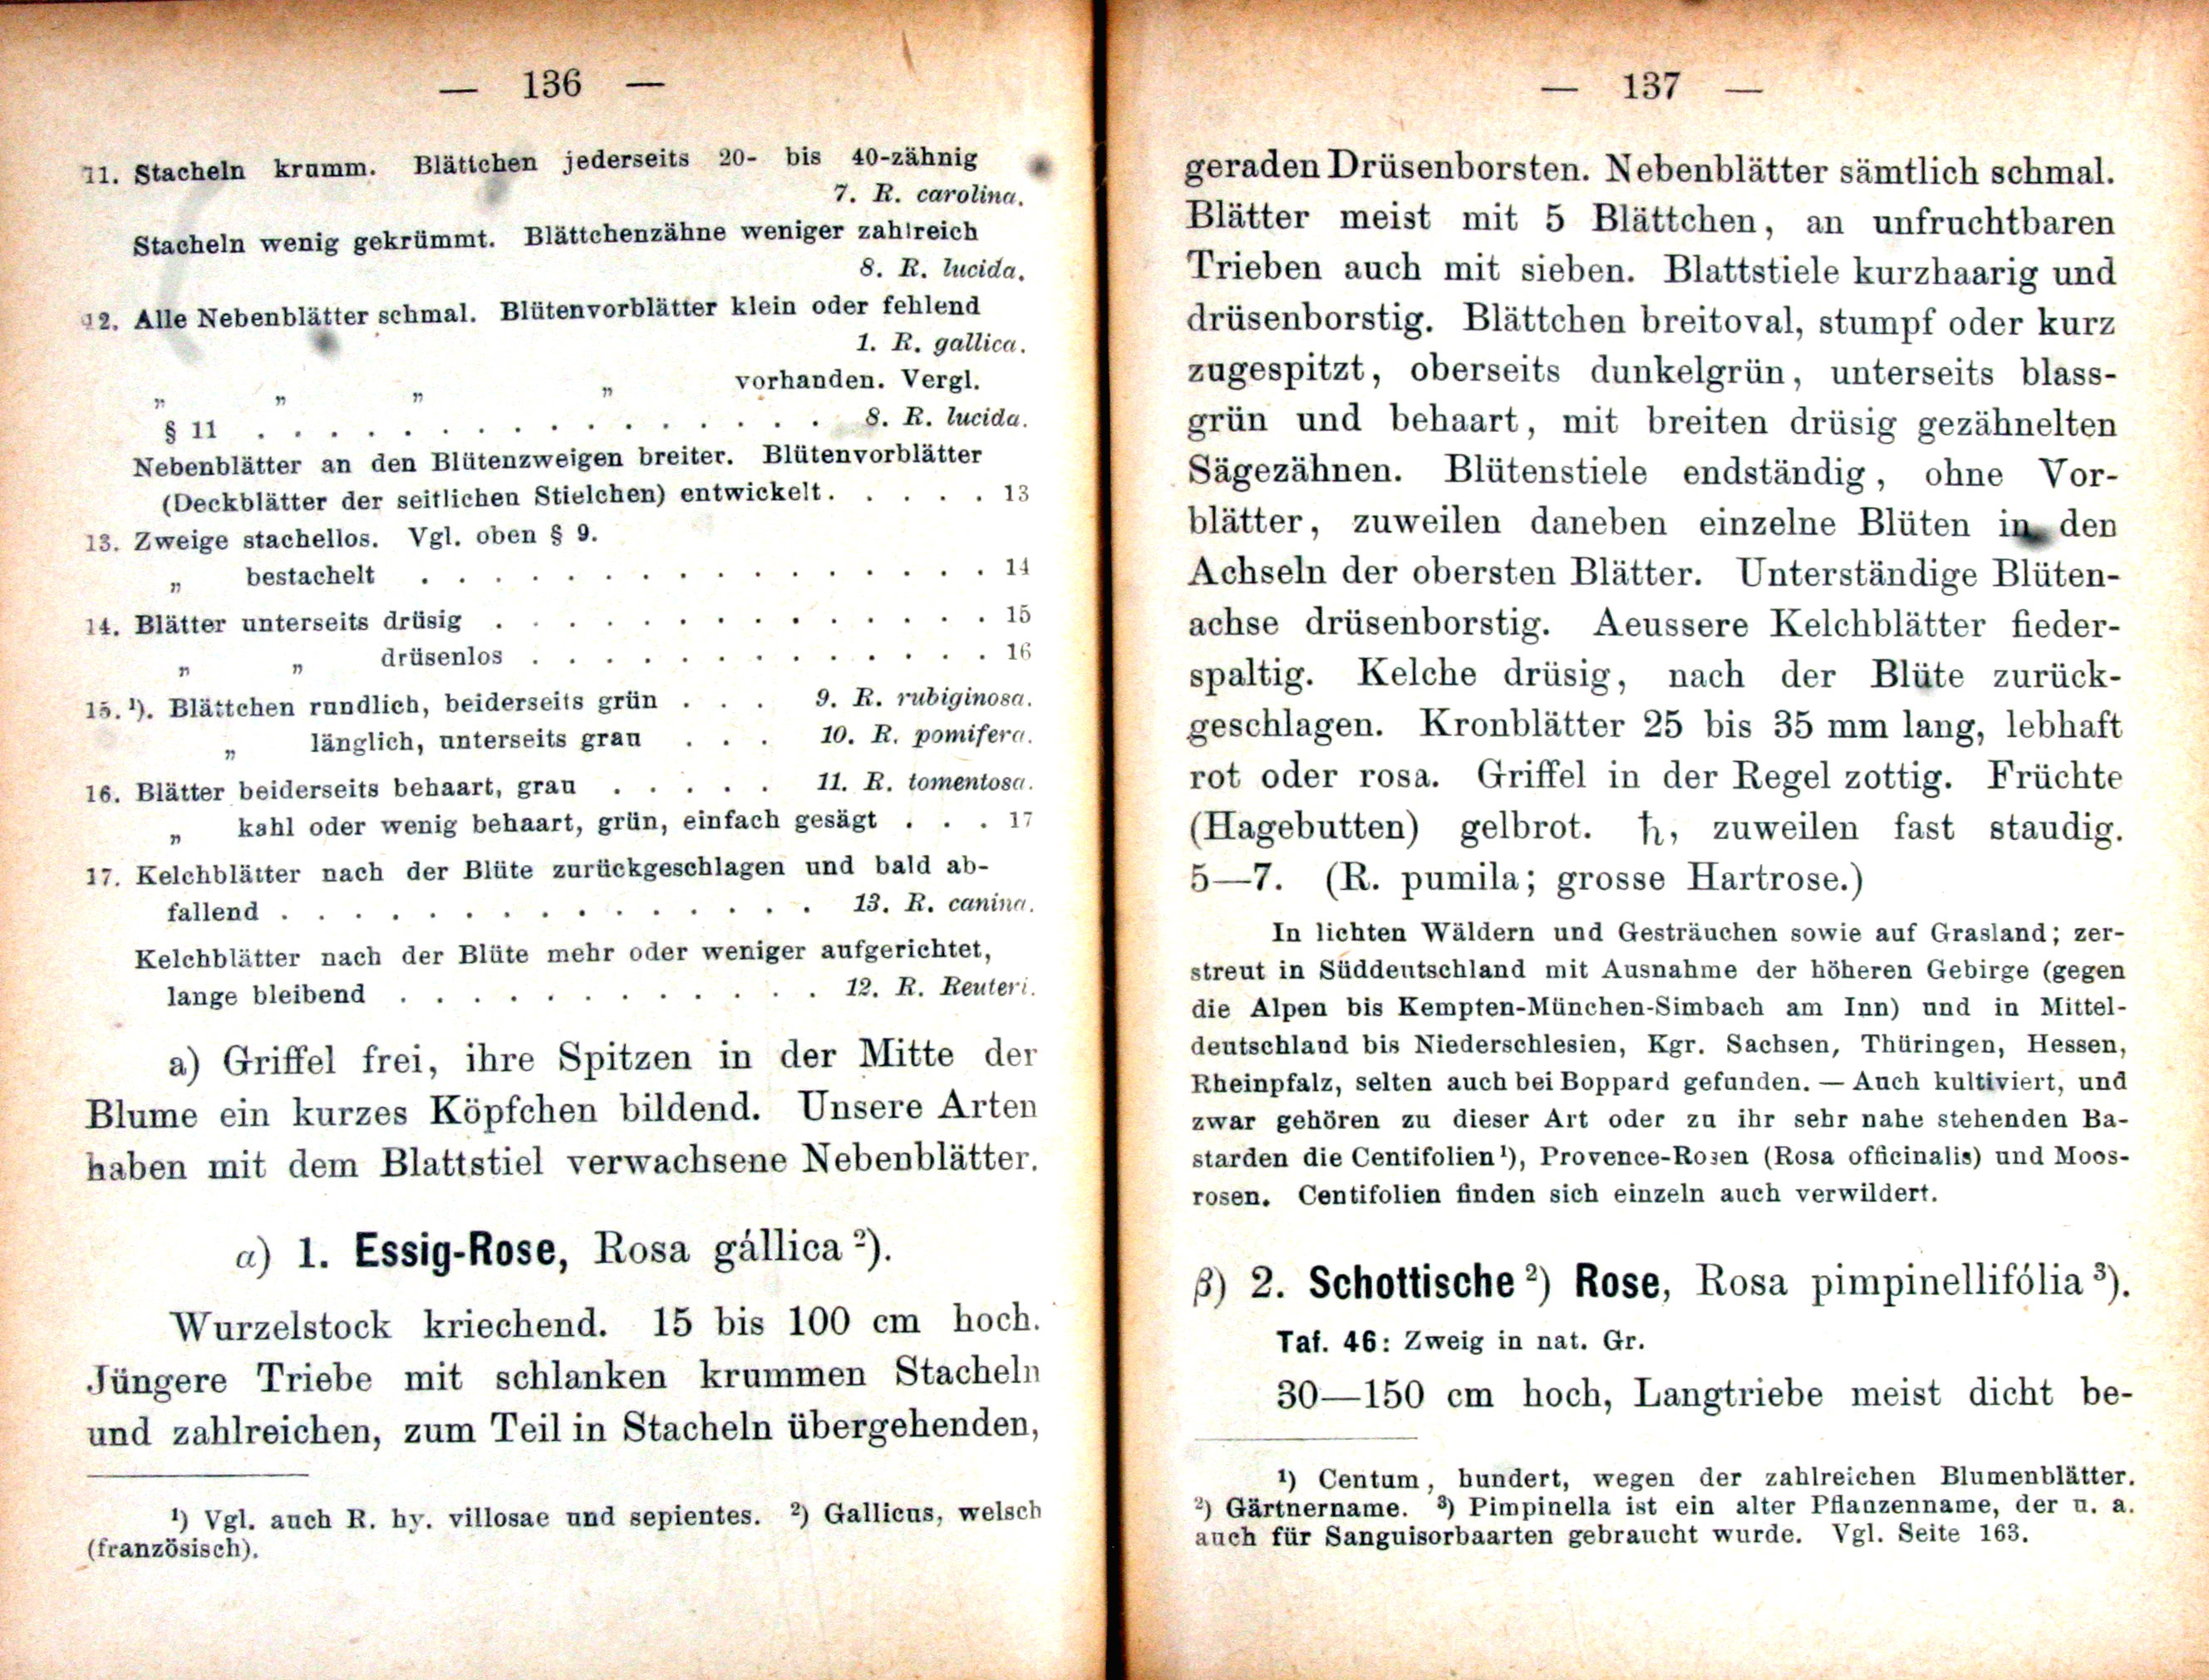 — 136 —
11. Stacheln krumm. Blättchen jederseits 20- bis 40-zähnig
7. R. carolina.
Stacheln wenig gekrümmt. Blättchenzähne weniger zahlreich
8. R. lucida.
12. Alle Nebenblätter schmal. Blütenvorblätter klein oder fehlend
1. R. gallica.
„ „ „ „ vorhanden. Vergl.
§ 11 . . . . . . . . . . . . . . . . 8. R. lucida.
Nebenblätter an den Blütenzweigen breiter. Blütenvorblätter
(Deckblätter der seitlichen Stielchen) entwickelt . . . . . 13
13. Zweige stachellos. Vgl. oben § 9.
„ bestachelt . . . . . . . . . . . . . . . . 14
14. Blätter unterseits drüsig . . . . . . . . . . . . . . 15
„ „ drüsenlos . . . . . . . . . . . . . 16
15.¹). Blättchen rundlich, beiderseits grün . . . 9. R. rubiginosa.
„ länglich, unterseits grau . . . 10. R. pomifera.
16. Blätter beiderseits behaart, grau . . . . . 11. R. tomentosa.
„ kahl oder wenig behaart, grün, einfach gesägt . . . 17
17. Kelchblätter nach der Blüte zurückgeschlagen und bald ab-
fallend . . . . . . . . . . . . . . . 13. R. canina.
Kelchblätter nach der Blüte mehr oder weniger aufgerichtet,
lange bleibend . . . . . . . . . . . . 12. R. Reuteri.
a) Griffel frei, ihre Spitzen in der Mitte der
Blume ein kurzes Köpfchen bildend. Unsere Arten
haben mit dem Blattstiel verwachsene Nebenblätter.
α) 1. Essig-Rose, Rosa gállica ²).
Wurzelstock kriechend. 15 bis 100 cm hoch.
Jüngere Triebe mit schlanken krummen Stacheln
und zahlreichen, zum Teil in Stacheln übergehenden,
¹) Vgl. auch R. hy. villosae und sepientes. ²) Gallicus, welsch
(französisch).
— 137 —
geraden Drüsenborsten. Nebenblätter sämtlich schmal.
Blätter meist mit 5 Blättchen, an unfruchtbaren
Trieben auch mit sieben. Blattstiele kurzhaarig und
drüsenborstig. Blättchen breitoval, stumpf oder kurz
zugespitzt, oberseits dunkelgrün, unterseits blass-
grün und behaart, mit breiten drüsig gezähnelten
Sägezähnen. Blütenstiele endständig, ohne Vor-
blätter, zuweilen daneben einzelne Blüten in den
Achseln der obersten Blätter. Unterständige Blüten-
achse drüsenborstig. Aeussere Kelchblätter fieder-
spaltig. Kelche drüsig, nach der Blüte zurück-
geschlagen. Kronblätter 25 bis 35 mm lang, lebhaft
rot oder rosa. Griffel in der Regel zottig. Früchte
(Hagebutten) gelbrot. ♄, zuweilen fast staudig.
5—7. (R. pumila; grosse Hartrose.)
In lichten Wäldern und Gesträuchen sowie auf Grasland; zer-
streut in Süddeutschland mit Ausnahme der höheren Gebirge (gegen
die Alpen bis Kempten-München-Simbach am Inn) und in Mittel-
deutschland bis Niederschlesien, Kgr. Sachsen, Thüringen, Hessen,
Rheinpfalz, selten auch bei Boppard gefunden. — Auch kultiviert, und
zwar gehören zu dieser Art oder zu ihr sehr nahe stehenden Ba-
starden die Centifolien¹), Provence-Rosen (Rosa officinalis) und Moos-
rosen. Centifolien finden sich einzeln auch verwildert.
β) 2. Schottische ²) Rose, Rosa pimpinellifólia ³).
Taf. 46: Zweig in nat. Gr.
30—150 cm hoch, Langtriebe meist dicht be-
¹) Centum, hundert, wegen der zahlreichen Blumenblätter.
²) Gärtnername. ³) Pimpinella ist ein alter Pflanzenname, der u. a.
auch für Sanguisorbaarten gebraucht wurde. Vgl. Seite 163.